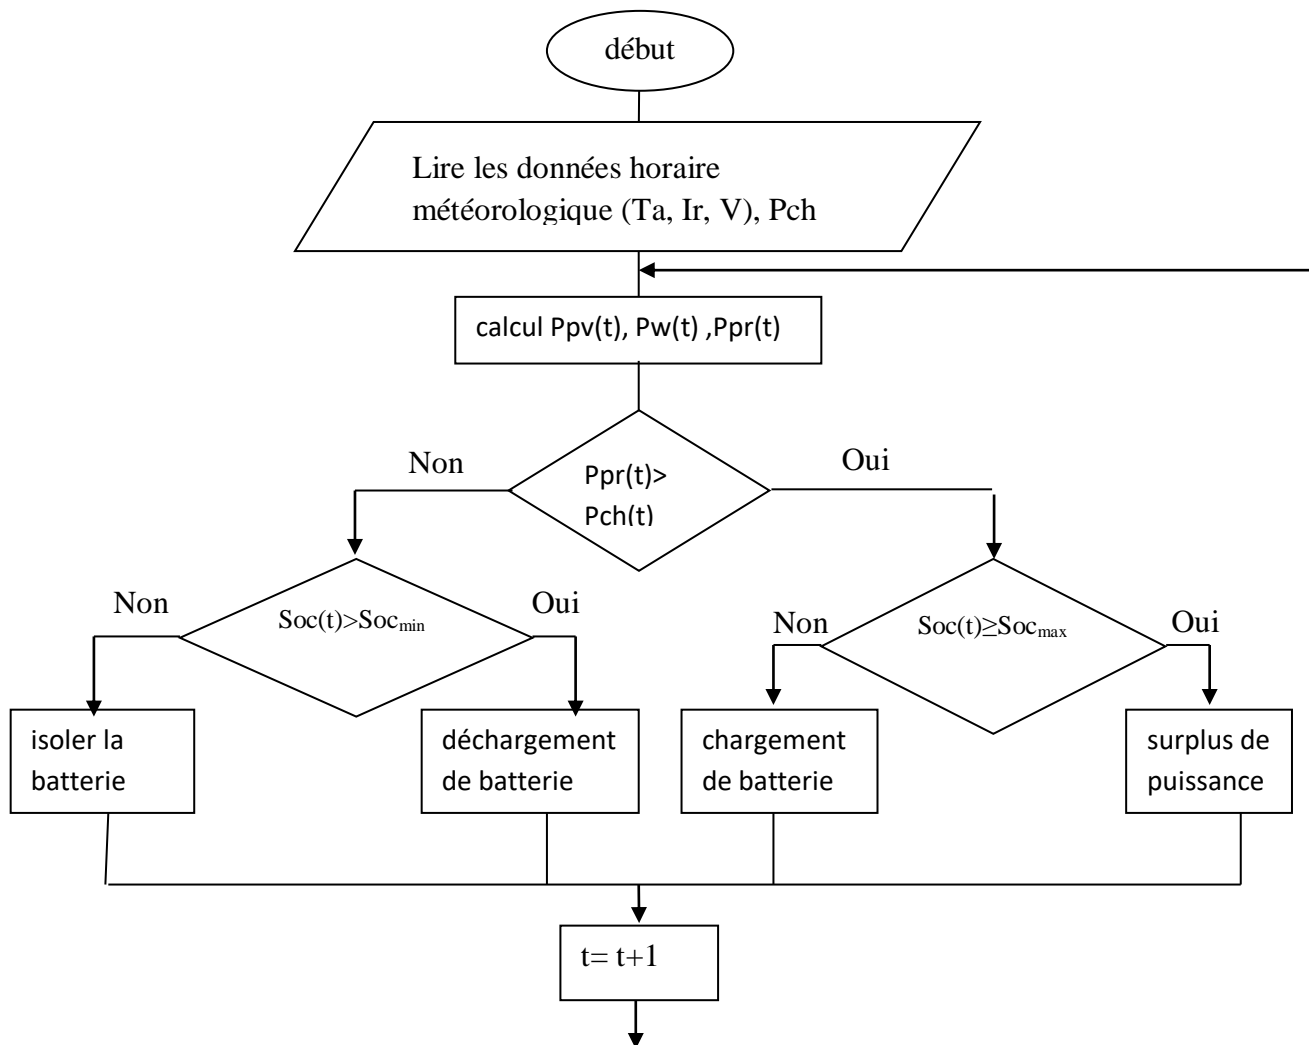 début
Lire les données horaire
météorologique (Ta, Ir, V), Pch
calcul Ppv(t), Pw(t) ,Ppr(t)
Non
Oui
Ppr(t)>
Pch(t)
Non
Soc(t)>Socmin
Oui
Non
Soc(t)≥Socmax
Oui
isoler la
batterie
déchargement
de batterie
chargement
de batterie
surplus de
puissance
t= t+1